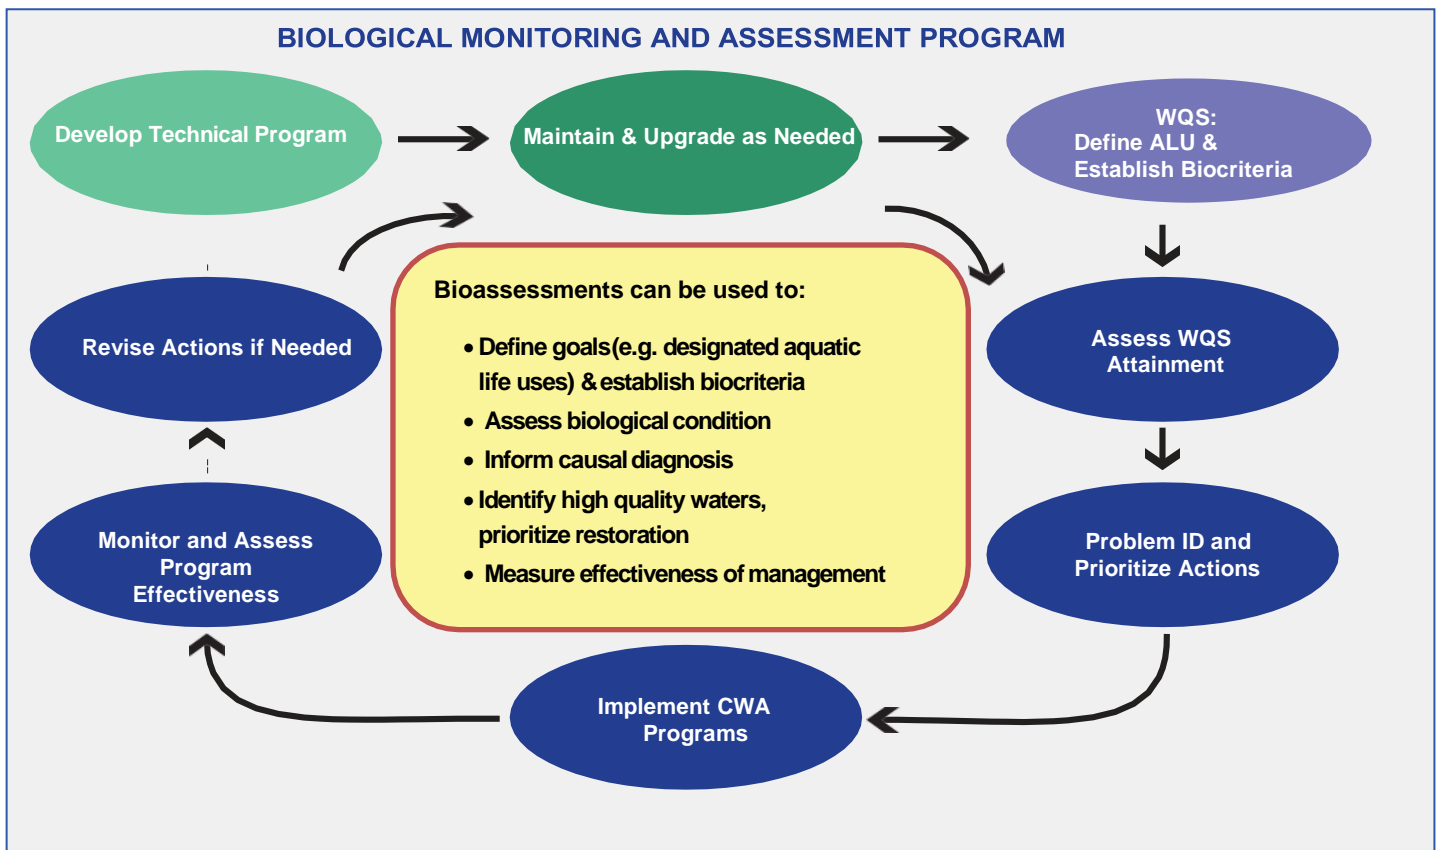 BIOLOGICAL MONITORING AND ASSESSMENT PROGRAM
Develop Technical Program
Maintain & Upgrade as Needed
WQS:
Define ALU &
Establish Biocriteria
Revise Actions if Needed
Bioassessments can be used to:
• Define goals (e.g. designated aquatic
life uses) & establish biocriteria
• Assess biological condition
• Inform causal diagnosis
• Identify high quality waters,
prioritize restoration
• Measure effectiveness of management
Assess WQS
Attainment
Monitor and Assess
Program
Effectiveness
Problem ID and
Prioritize Actions
Implement CWA
Programs